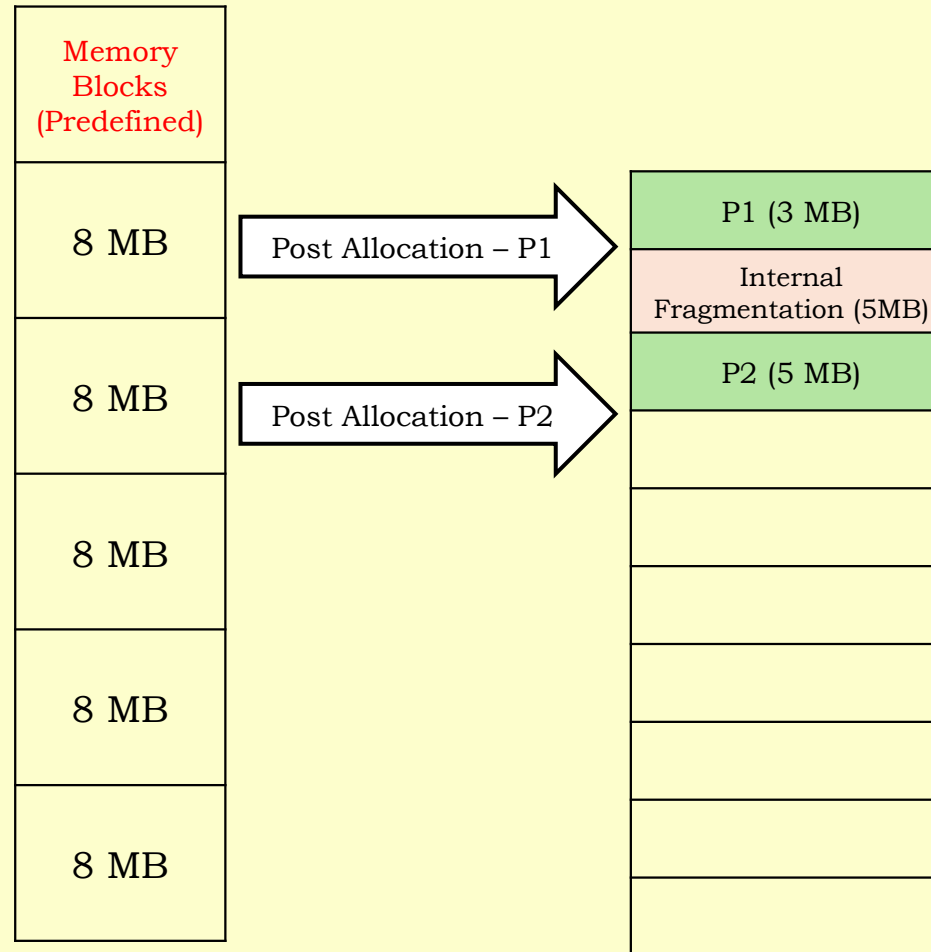 Memory
Blocks
(Predefined)
8 MB
Post Allocation – P1
P1 (3 MB)
Internal
Fragmentation (5MB)
8 MB
Post Allocation – P2
P2 (5 MB)
8 MB
8 MB
8 MB